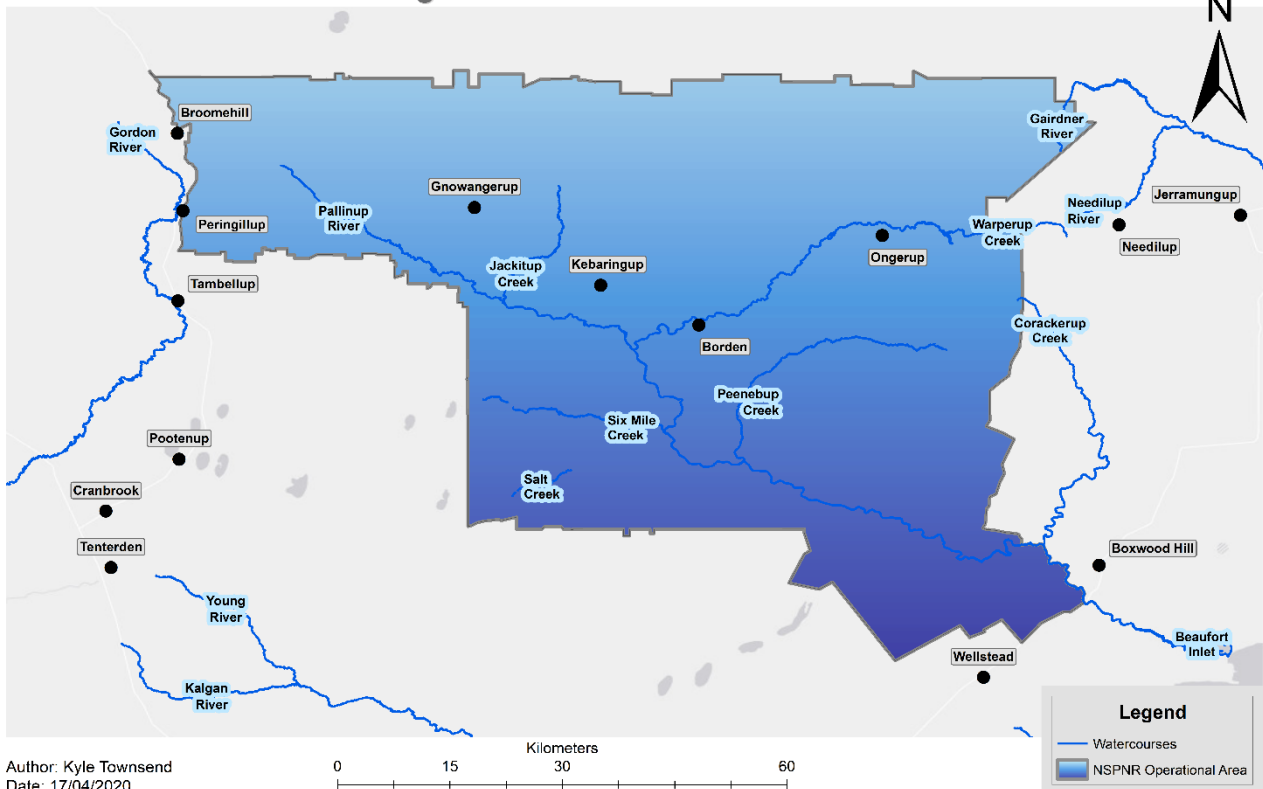 N
Broomehill
Gordon
River
Gairdner
River
Gnowangerup
Pallinup
River
Peringillup
Needilup
River
Jerramungup
Warperup
Creek
Needilup
Ongerup
Jackitup
Creek
Kebaringup
Tambellup
Corackerup
Creek
Borden
Peenebup
Creek
Six Mile
Creek
Pootenup
Salt
Creek
Cranbrook
Tenterden
Boxwood Hill
Young
River
Beaufort
Inlet
Wellstead
Kalgan
River
Legend
Watercourses
NSPNR Operational Area
Kilometers
0 15 30 60
Author: Kyle Townsend
Date: 17/04/2020